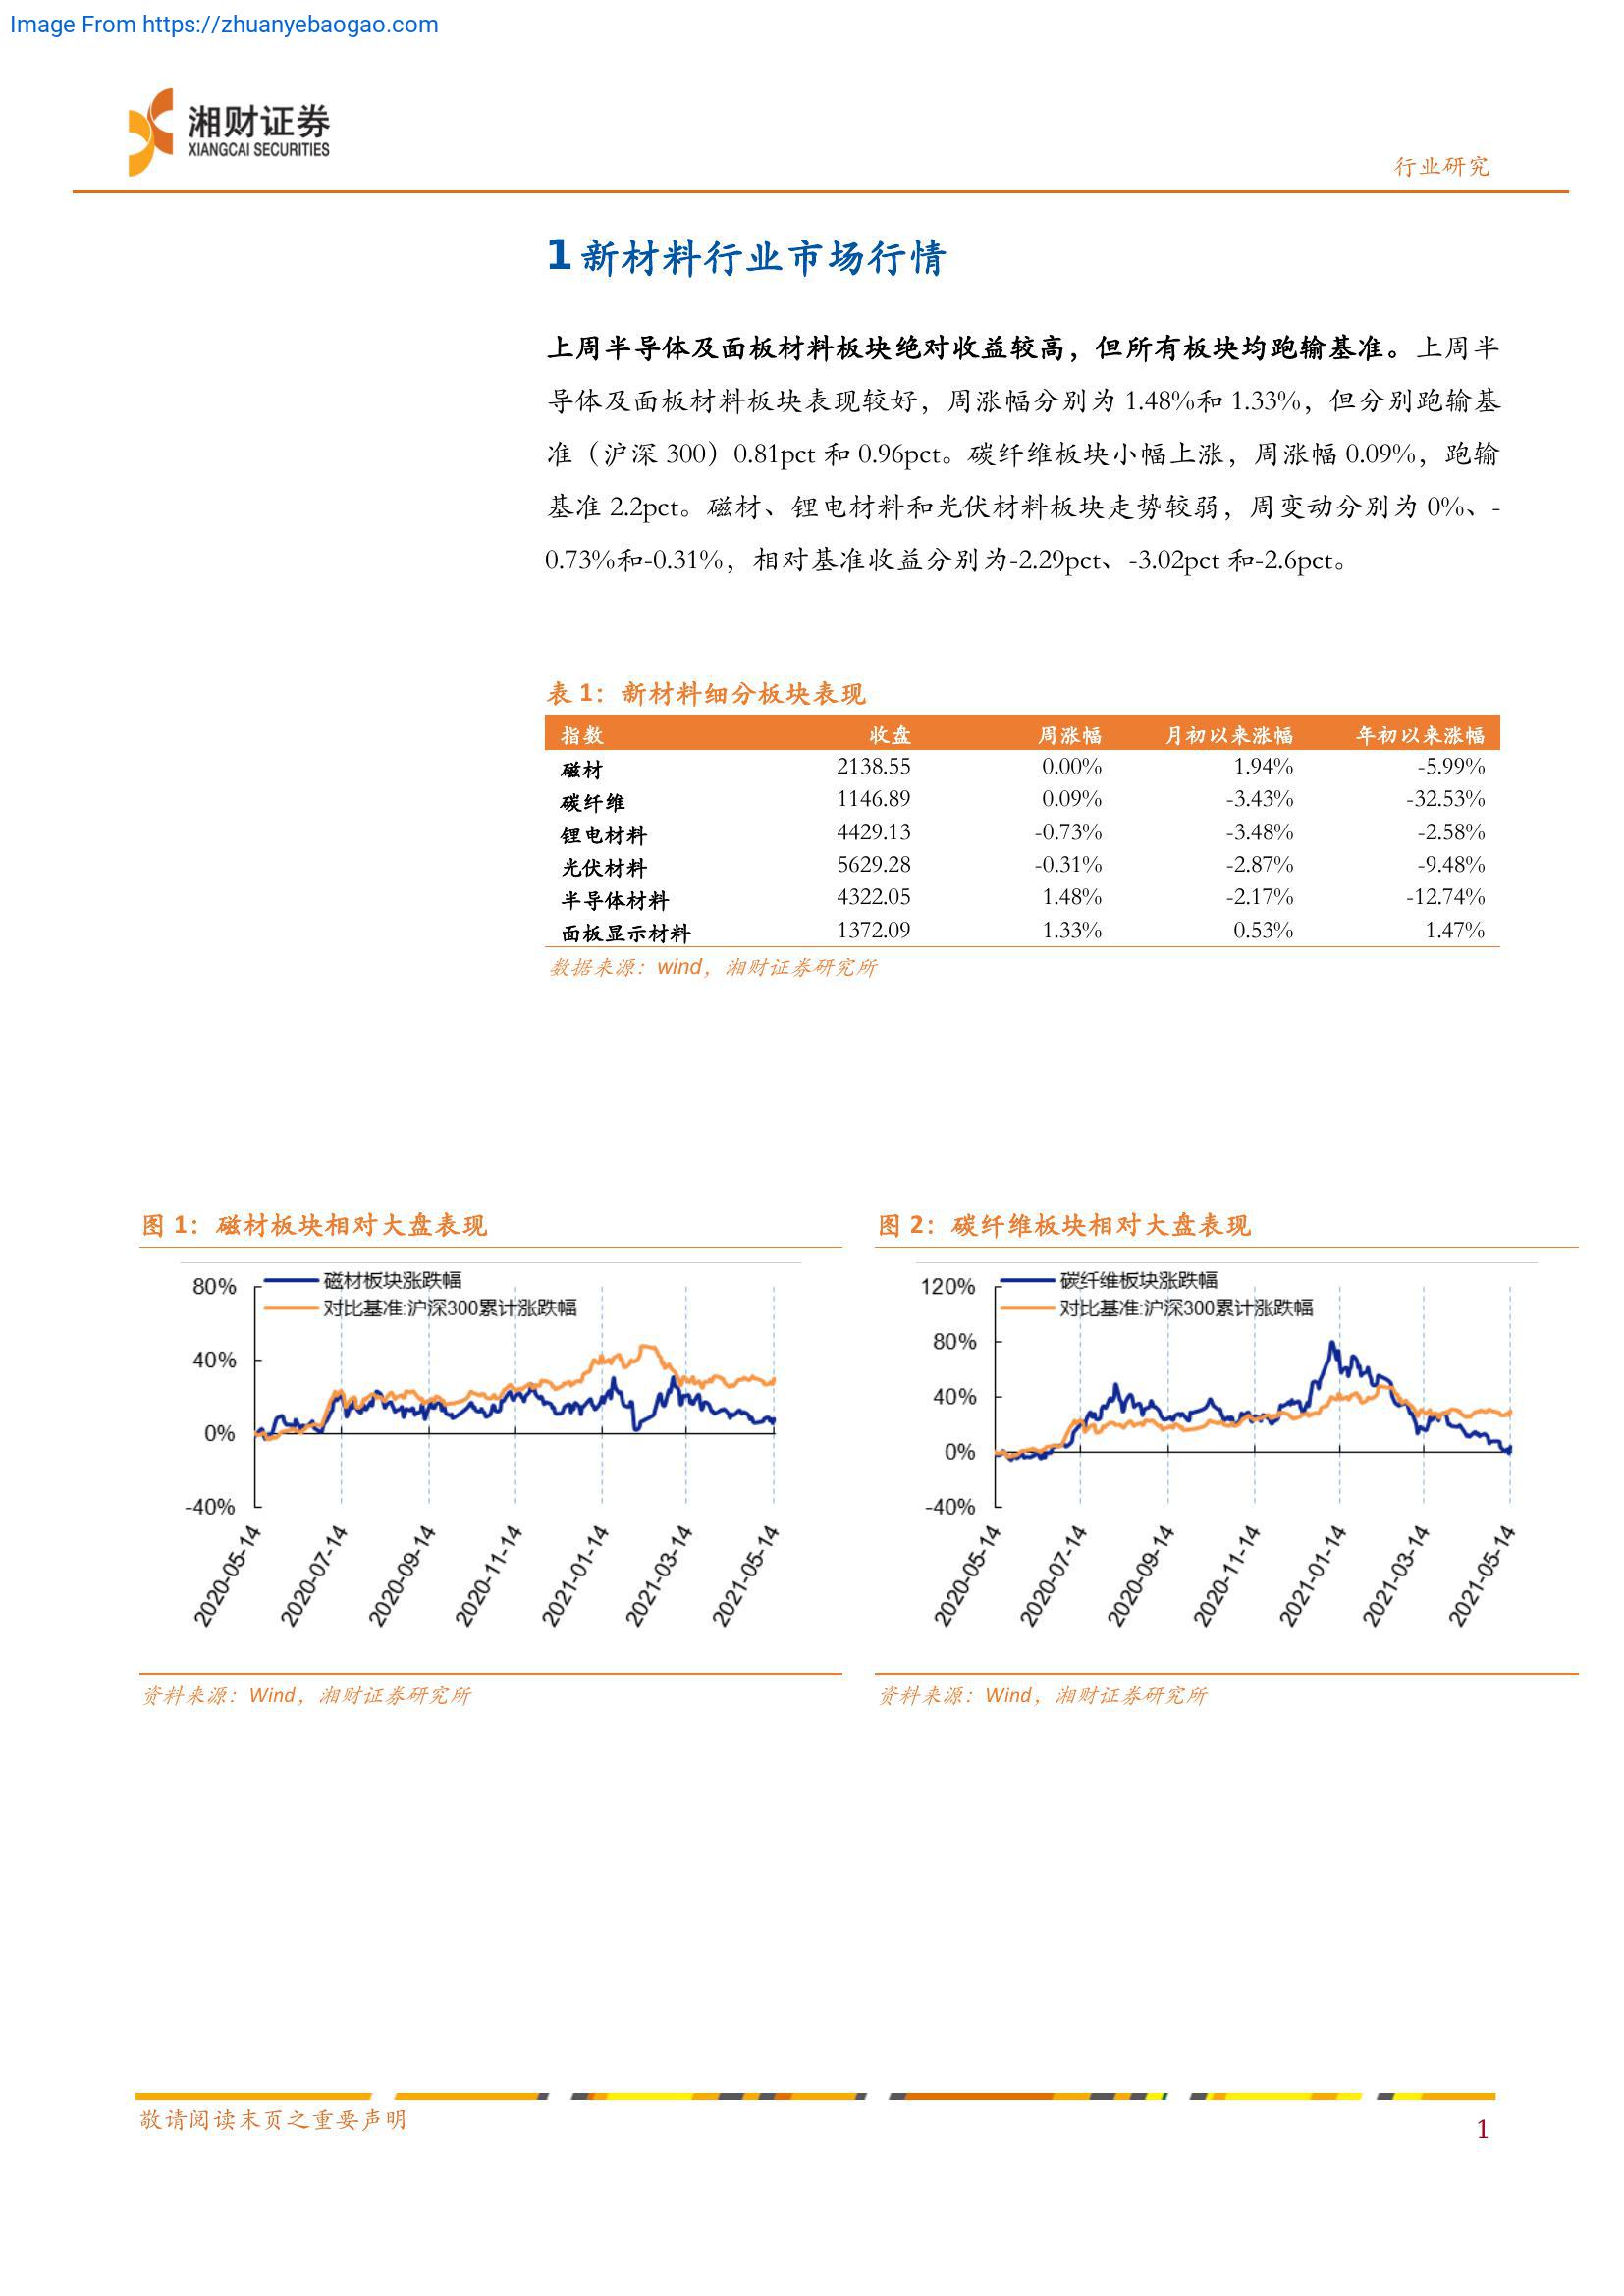 Image From https://zhuanyebaogao.com
湘财证券
XIANGCAI SECURITIES
行业研究
1 新材料行业市场行情
上周半导体及面板材料板块绝对收益较高，但所有板块均跑输基准。上周半
导体及面板材料板块表现较好，周涨幅分别为 1.48%和 1.33%，但分别跑输基
准（沪深 300）0.81pct 和 0.96pct。碳纤维板块小幅上涨，周涨幅 0.09%，跑输
基准 2.2pct。磁材、锂电材料和光伏材料板块走势较弱，周变动分别为 0%、-
0.73%和-0.31%，相对基准收益分别为-2.29pct、-3.02pct 和-2.6pct。
表 1：新材料细分板块表现
指数 收盘 周涨幅 月初以来涨幅 年初以来涨幅
磁材 2138.55 0.00% 1.94% -5.99%
碳纤维 1146.89 0.09% -3.43% -32.53%
锂电材料 4429.13 -0.73% -3.48% -2.58%
光伏材料 5629.28 -0.31% -2.87% -9.48%
半导体材料 4322.05 1.48% -2.17% -12.74%
面板显示材料 1372.09 1.33% 0.53% 1.47%
数据来源：wind，湘财证券研究所
图 1：磁材板块相对大盘表现
磁材板块涨跌幅
对比基准:沪深300累计涨跌幅
80%
40%
0%
-40%
2020-05-14 2020-07-14 2020-09-14 2020-11-14 2021-01-14 2021-03-14 2021-05-14
资料来源：Wind，湘财证券研究所
图 2：碳纤维板块相对大盘表现
碳纤维板块涨跌幅
对比基准:沪深300累计涨跌幅
120%
80%
40%
0%
-40%
2020-05-14 2020-07-14 2020-09-14 2020-11-14 2021-01-14 2021-03-14 2021-05-14
资料来源：Wind，湘财证券研究所
敬请阅读末页之重要声明
1